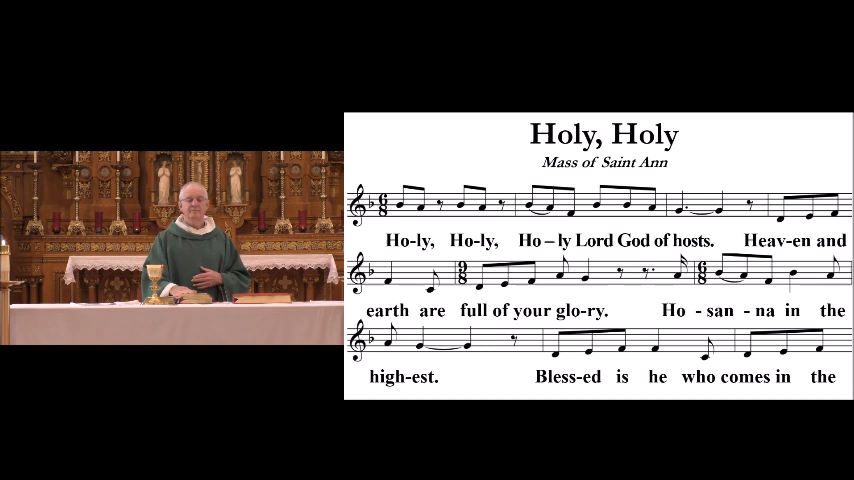 Holy, Holy
Mass of Saint Ann
Ho-ly, Ho-ly, Ho – ly Lord God of hosts. Heav-en and
earth are full of your glo-ry. Ho - san - na in the
high-est. Bless-ed is he who comes in the